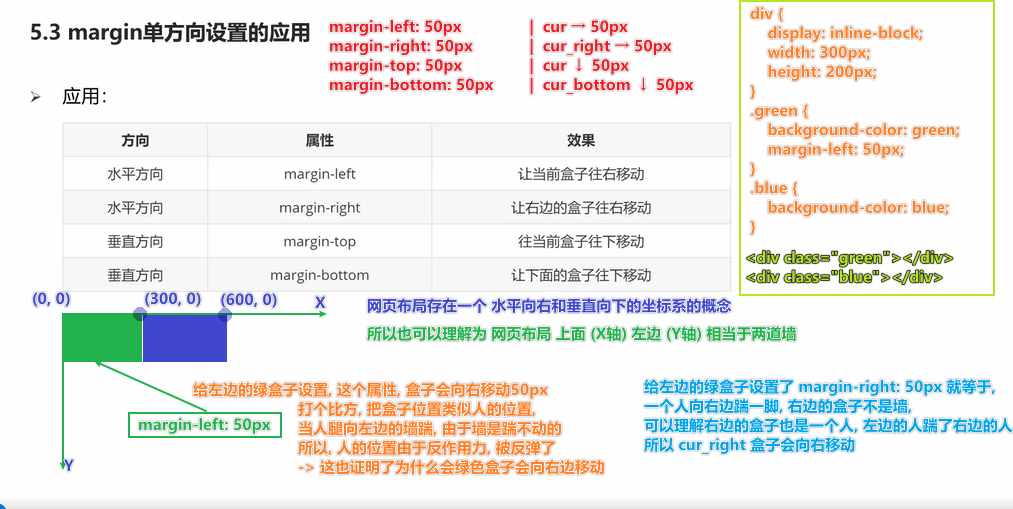 5.3 margin单方向设置的应用
margin-left: 50px | cur → 50px
margin-right: 50px | cur_right → 50px
margin-top: 50px | cur ↓ 50px
margin-bottom: 50px | cur_bottom ↓ 50px
➢ 应用：
方向 属性 效果
水平方向 margin-left 让当前盒子往右移动
水平方向 margin-right 让右边的盒子往右移动
垂直方向 margin-top 往当前盒子往下移动
垂直方向 margin-bottom 让下面的盒子往下移动
div {
display: inline-block;
width: 300px;
height: 200px;
}
.green {
background-color: green;
margin-left: 50px;
}
.blue {
background-color: blue;
}
<div class="green"></div>
<div class="blue"></div>
(0, 0) (300, 0) (600, 0) X
Y
网页布局存在一个 水平向右和垂直向下的坐标系的概念
所以也可以理解为 网页布局 上面 (X轴) 左边 (Y轴) 相当于两道墙
margin-left: 50px
给左边的绿盒子设置, 这个属性, 盒子会向右移动50px
打个比方, 把盒子位置类似人的位置,
当人腿向左边的墙踹, 由于墙是踹不动的
所以, 人的位置由于反作用力, 被反弹了
-> 这也证明了为什么会绿色盒子会向右边移动
给左边的绿盒子设置了 margin-right: 50px 就等于,
一个人向右边踹一脚, 右边的盒子不是墙,
可以理解右边的盒子也是一个人, 左边的人踹了右边的人
所以 cur_right 盒子会向右移动